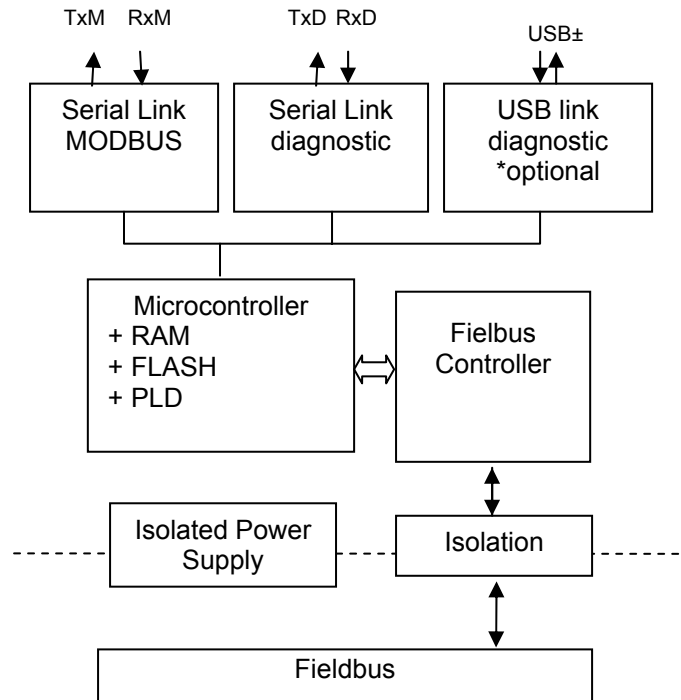 TxM RxM
TxD RxD
USB±
Serial Link
MODBUS
Serial Link
diagnostic
USB link
diagnostic
*optional
Microcontroller
+ RAM
+ FLASH
+ PLD
Fielbus
Controller
Isolated Power
Supply
Isolation
Fieldbus